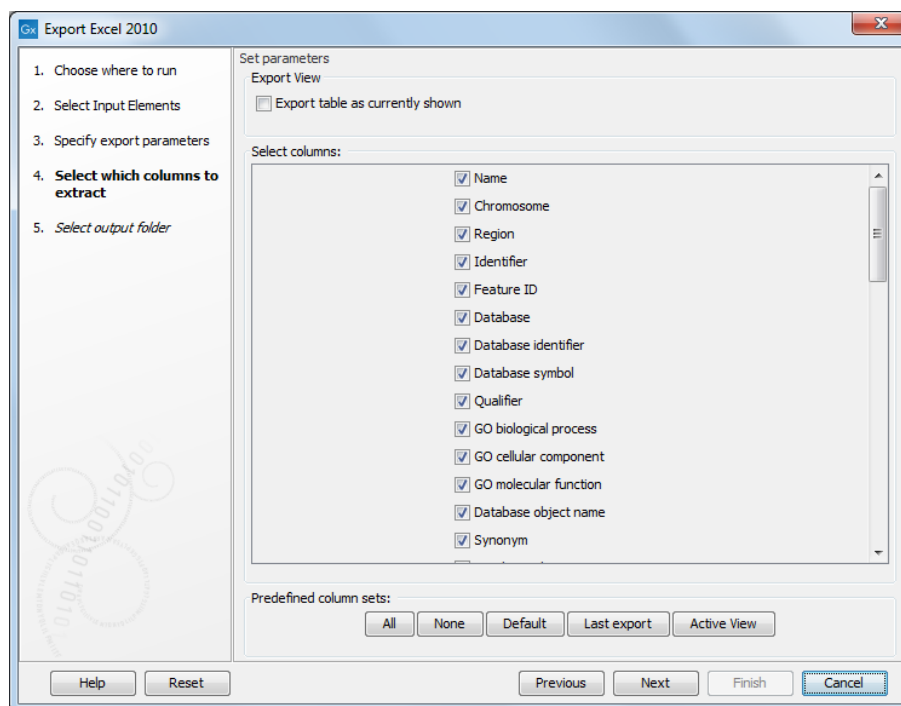 Gx Export Excel 2010
1. Choose where to run
2. Select Input Elements
3. Specify export parameters
4. Select which columns to
extract
5. Select output folder
Set parameters
Export View
Export table as currently shown
Select columns:
Name
Chromosome
Region
Identifier
Feature ID
Database
Database identifier
Database symbol
Qualifier
GO biological process
GO cellular component
GO molecular function
Database object name
Synonym
Predefined column sets:
All None Default Last export Active View
Help Reset Previous Next Finish Cancel